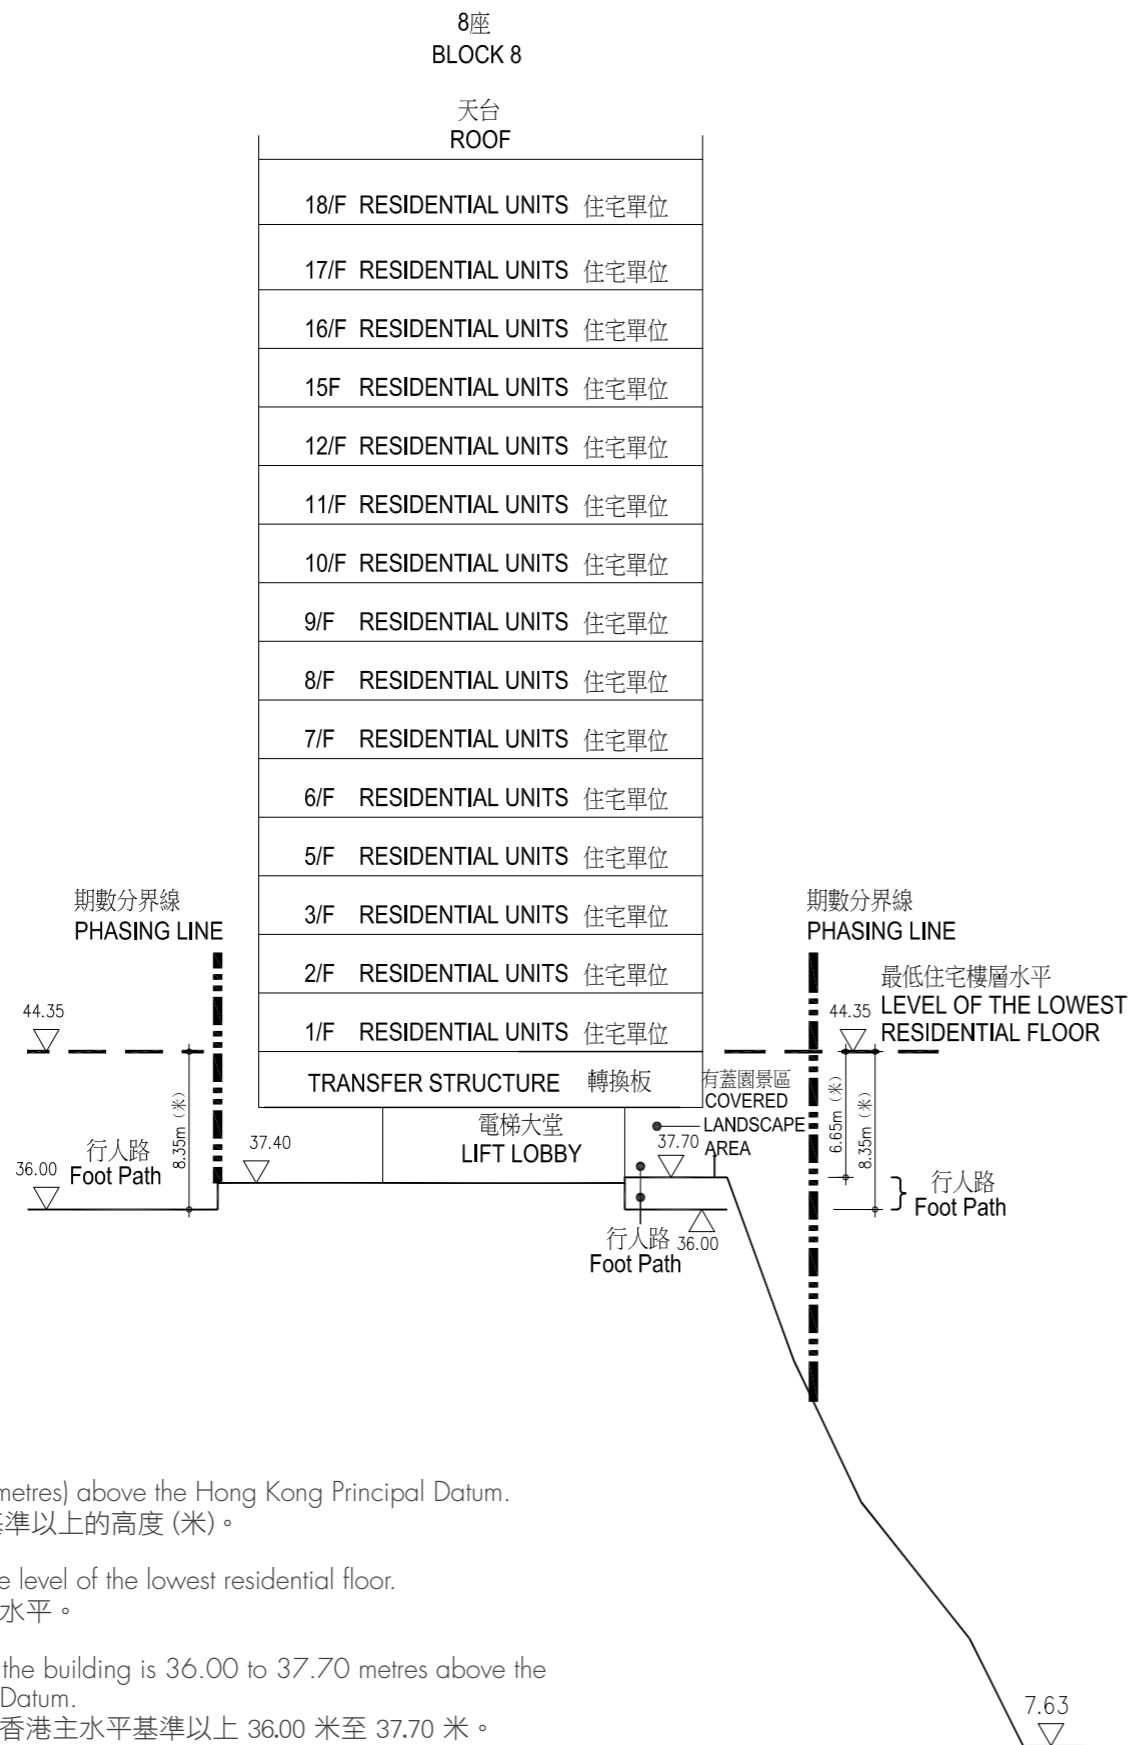 8座
BLOCK 8
天台
ROOF
18/F RESIDENTIAL UNITS 住宅單位
17/F RESIDENTIAL UNITS 住宅單位
16/F RESIDENTIAL UNITS 住宅單位
15F RESIDENTIAL UNITS 住宅單位
12/F RESIDENTIAL UNITS 住宅單位
11/F RESIDENTIAL UNITS 住宅單位
10/F RESIDENTIAL UNITS 住宅單位
9/F RESIDENTIAL UNITS 住宅單位
8/F RESIDENTIAL UNITS 住宅單位
7/F RESIDENTIAL UNITS 住宅單位
6/F RESIDENTIAL UNITS 住宅單位
5/F RESIDENTIAL UNITS 住宅單位
3/F RESIDENTIAL UNITS 住宅單位
2/F RESIDENTIAL UNITS 住宅單位
1/F RESIDENTIAL UNITS 住宅單位
TRANSFER STRUCTURE 轉換板
電梯大堂
LIFT LOBBY
期數分界線
PHASING LINE
44.35
8.35m (米)
行人路
Foot Path
36.00
37.40
期數分界線
PHASING LINE
最低住宅樓層水平
LEVEL OF THE LOWEST
RESIDENTIAL FLOOR
44.35
有蓋園景區
COVERED
LANDSCAPE
AREA
37.70
6.65m (米)
8.35m (米)
行人路
Foot Path
行人路
Foot Path
36.00
metres) above the Hong Kong Principal Datum.
基準以上的高度 (米)。
e level of the lowest residential floor.
水平。
the building is 36.00 to 37.70 metres above the
Datum.
香港主水平基準以上 36.00 米至 37.70 米。
7.63